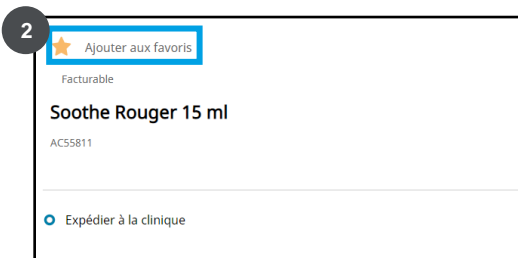 2
Ajouter aux favoris
Facturable
Soothe Rouger 15 ml
AC55811
Expédier à la clinique